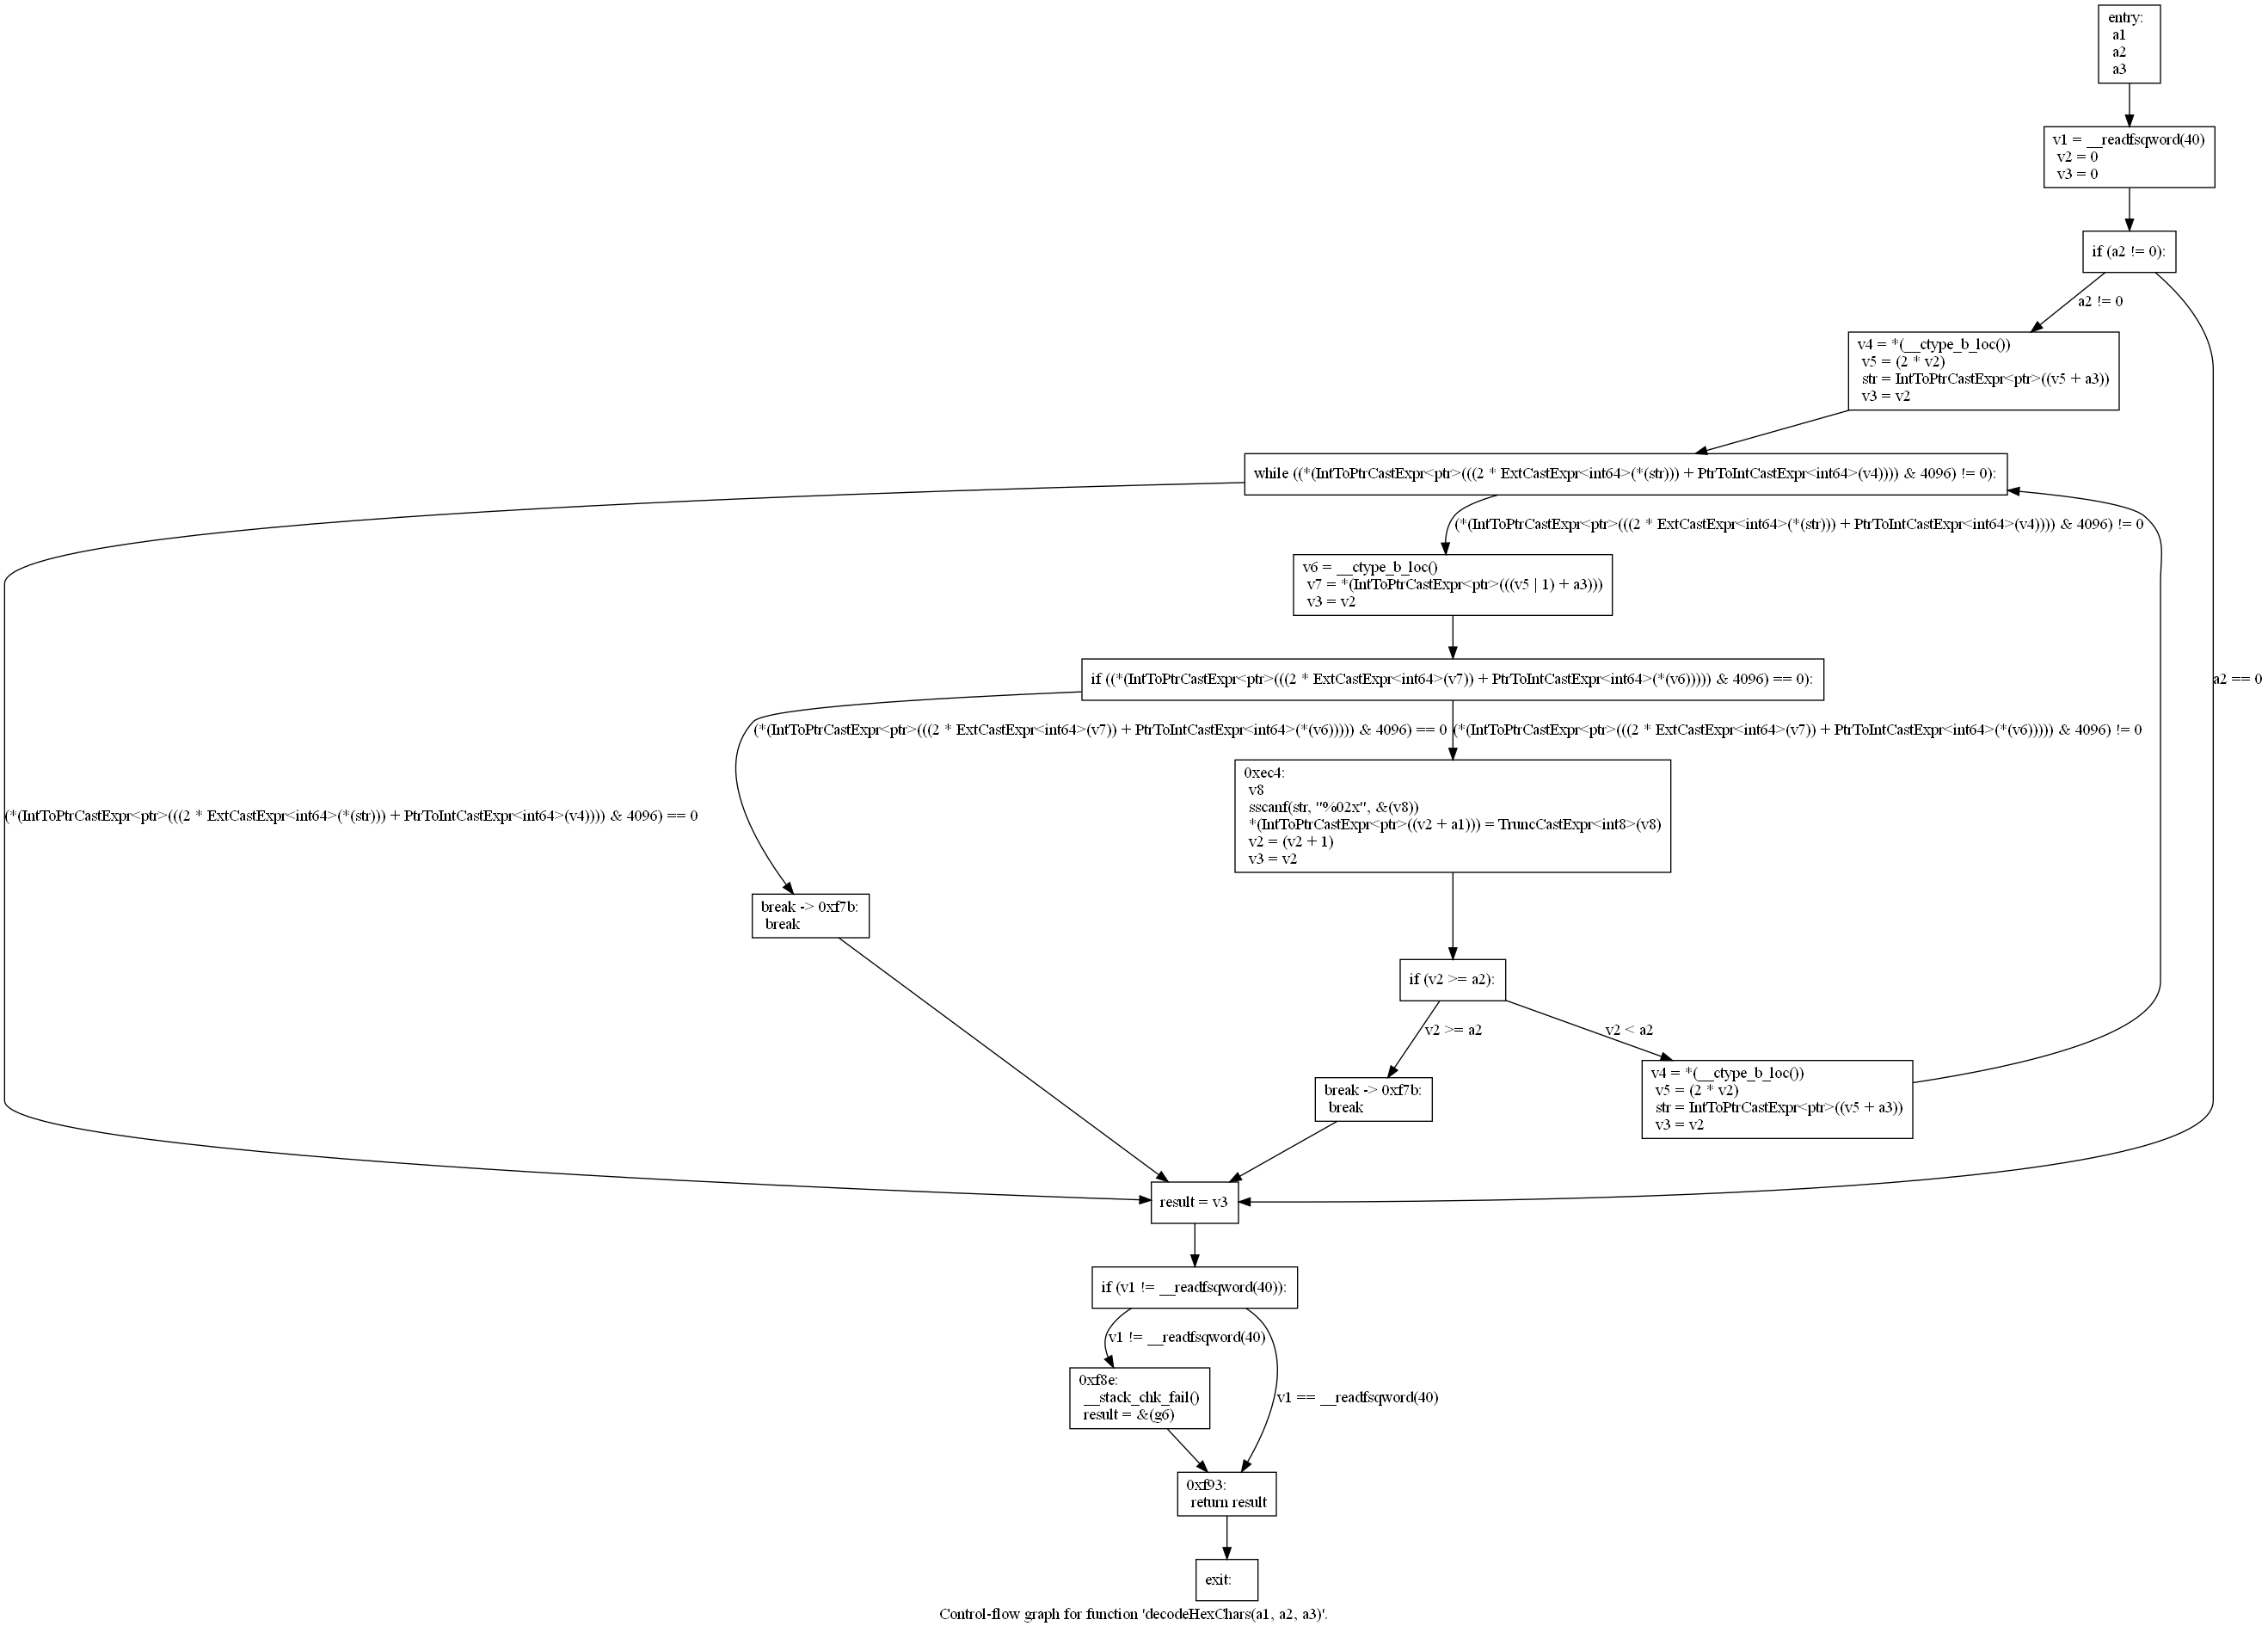 entry:
a1
a2
a3
v1 = __readfsqword(40)
v2 = 0
v3 = 0
if (a2 != 0):
a2 != 0
v4 = *(__ctype_b_loc())
v5 = (2 * v2)
str = IntToPtrCastExpr<ptr>((v5 + a3))
v3 = v2
while ((*(IntToPtrCastExpr<ptr>(((2 * ExtCastExpr<int64>(*(str))) + PtrToIntCastExpr<int64>(v4)))) & 4096) != 0):
(*(IntToPtrCastExpr<ptr>(((2 * ExtCastExpr<int64>(*(str))) + PtrToIntCastExpr<int64>(v4)))) & 4096) != 0
v6 = __ctype_b_loc()
v7 = *(IntToPtrCastExpr<ptr>(((v5 | 1) + a3)))
v3 = v2
if ((*(IntToPtrCastExpr<ptr>(((2 * ExtCastExpr<int64>(v7)) + PtrToIntCastExpr<int64>(*(v6))))) & 4096) == 0):
a2 == 0
(*(IntToPtrCastExpr<ptr>(((2 * ExtCastExpr<int64>(v7)) + PtrToIntCastExpr<int64>(*(v6))))) & 4096) == 0
(*(IntToPtrCastExpr<ptr>(((2 * ExtCastExpr<int64>(v7)) + PtrToIntCastExpr<int64>(*(v6))))) & 4096) != 0
(*(IntToPtrCastExpr<ptr>(((2 * ExtCastExpr<int64>(*(str))) + PtrToIntCastExpr<int64>(v4)))) & 4096) == 0
0xec4:
v8
sscanf(str, "%02x", &(v8))
*(IntToPtrCastExpr<ptr>((v2 + a1))) = TruncCastExpr<int8>(v8)
v2 = (v2 + 1)
v3 = v2
break -> 0xf7b:
break
if (v2 >= a2):
v2 >= a2
v2 < a2
break -> 0xf7b:
break
v4 = *(__ctype_b_loc())
v5 = (2 * v2)
str = IntToPtrCastExpr<ptr>((v5 + a3))
v3 = v2
result = v3
if (v1 != __readfsqword(40)):
v1 != __readfsqword(40)
0xf8e:
__stack_chk_fail()
result = &(g6)
v1 == __readfsqword(40)
0xf93:
return result
exit:
Control-flow graph for function 'decodeHexChars(a1, a2, a3)'.